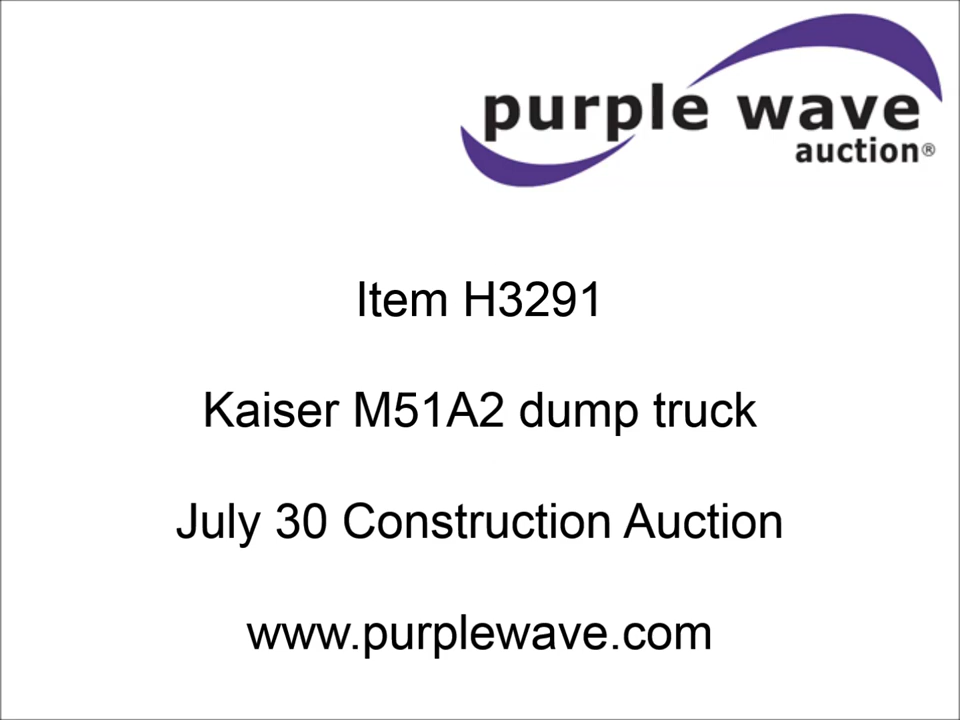 purple wave
auction®
Item H3291
Kaiser M51A2 dump truck
July 30 Construction Auction
www.purplewave.com